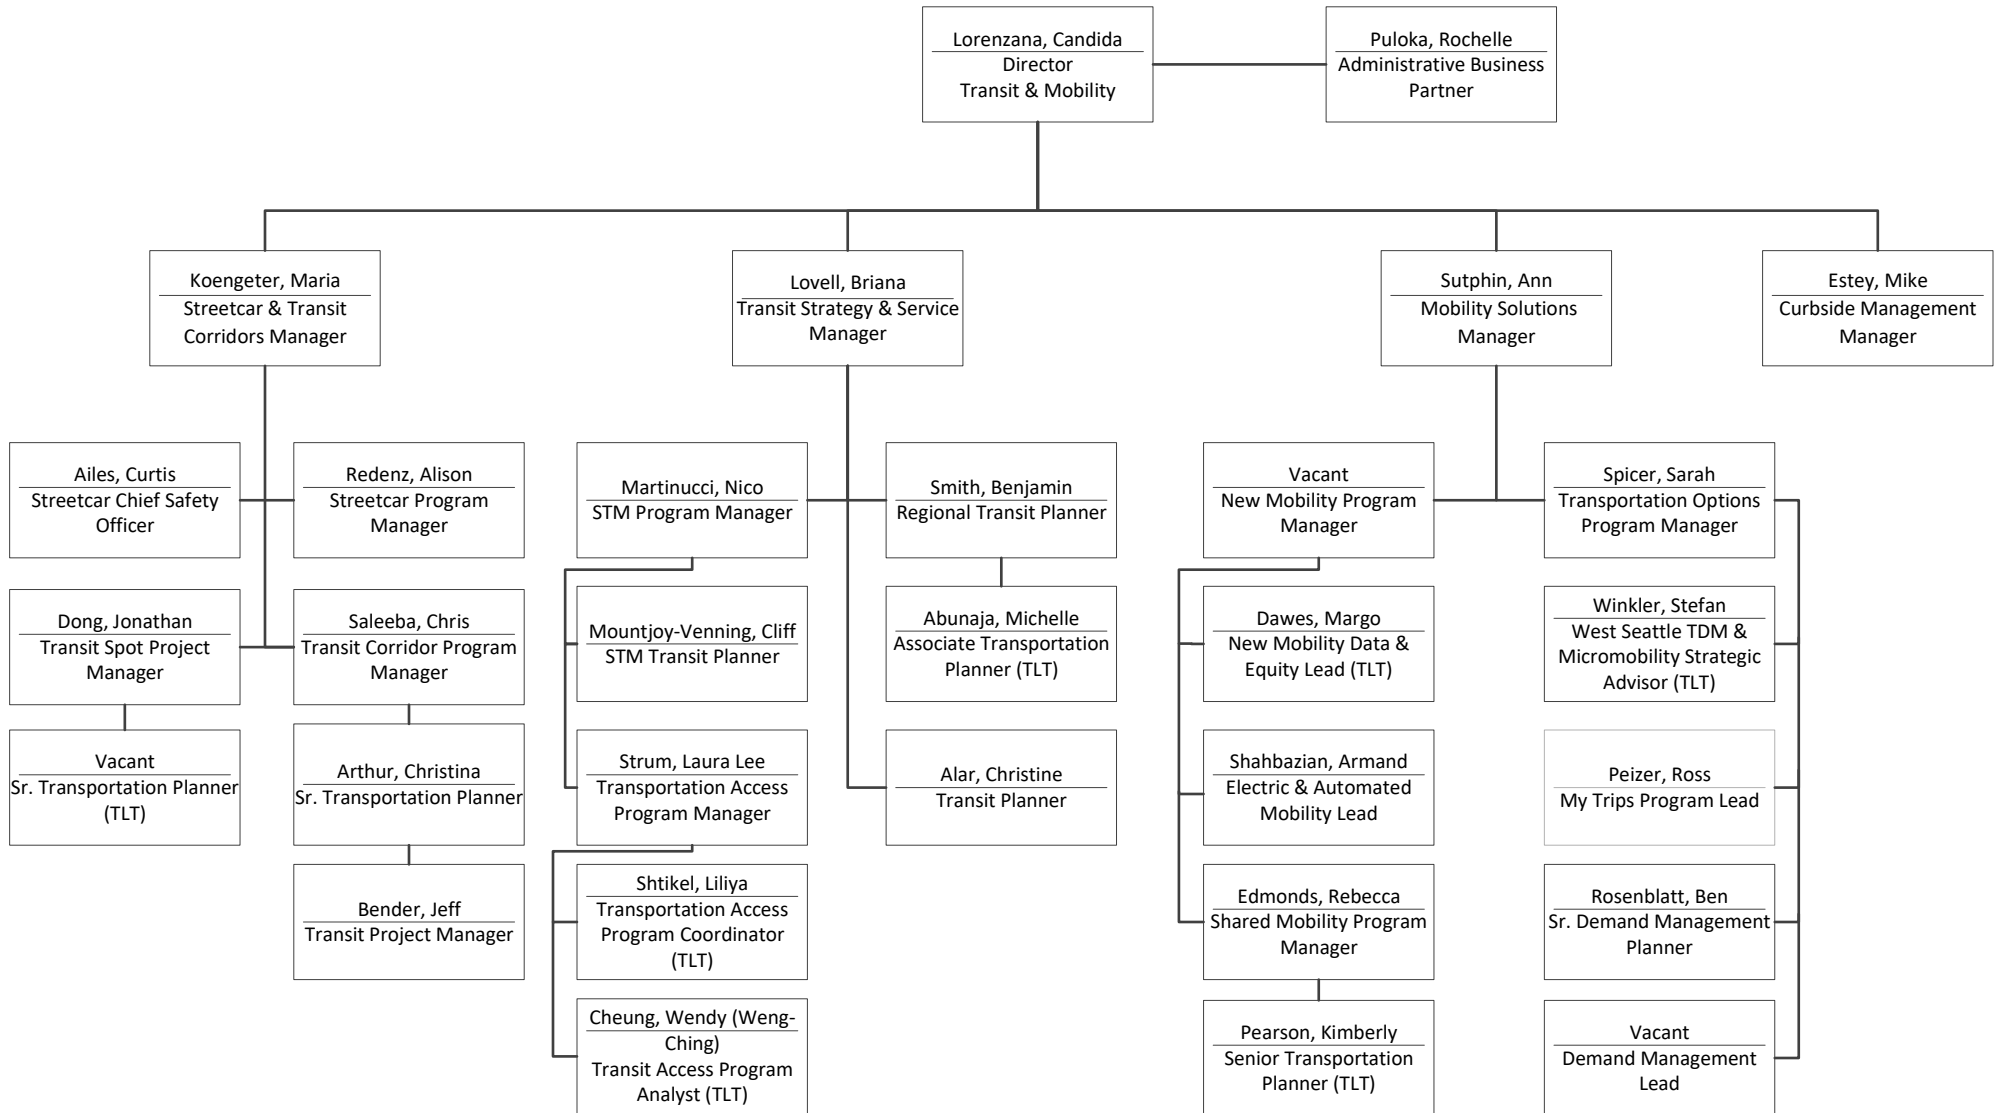 Lorenzana, Candida
Director
Transit & Mobility
Puloka, Rochelle
Administrative Business
Partner
Koengeter, Maria
Streetcar & Transit
Corridors Manager
Lovell, Briana
Transit Strategy & Service
Manager
Sutphin, Ann
Mobility Solutions
Manager
Estey, Mike
Curbside Management
Manager
Ailes, Curtis
Streetcar Chief Safety
Officer
Redenz, Alison
Streetcar Program
Manager
Martinucci, Nico
STM Program Manager
Smith, Benjamin
Regional Transit Planner
Vacant
New Mobility Program
Manager
Spicer, Sarah
Transportation Options
Program Manager
Dong, Jonathan
Transit Spot Project
Manager
Saleeba, Chris
Transit Corridor Program
Manager
Mountjoy-Venning, Cliff
STM Transit Planner
Abunaja, Michelle
Associate Transportation
Planner (TLT)
Dawes, Margo
New Mobility Data &
Equity Lead (TLT)
Winkler, Stefan
West Seattle TDM &
Micromobility Strategic
Advisor (TLT)
Vacant
Sr. Transportation Planner
(TLT)
Arthur, Christina
Sr. Transportation Planner
Strum, Laura Lee
Transportation Access
Program Manager
Alar, Christine
Transit Planner
Shahbazian, Armand
Electric & Automated
Mobility Lead
Peizer, Ross
My Trips Program Lead
Bender, Jeff
Transit Project Manager
Shtikel, Liliya
Transportation Access
Program Coordinator
(TLT)
Edmonds, Rebecca
Shared Mobility Program
Manager
Rosenblatt, Ben
Sr. Demand Management
Planner
Cheung, Wendy (Weng-
Ching)
Transit Access Program
Analyst (TLT)
Pearson, Kimberly
Senior Transportation
Planner (TLT)
Vacant
Demand Management
Lead